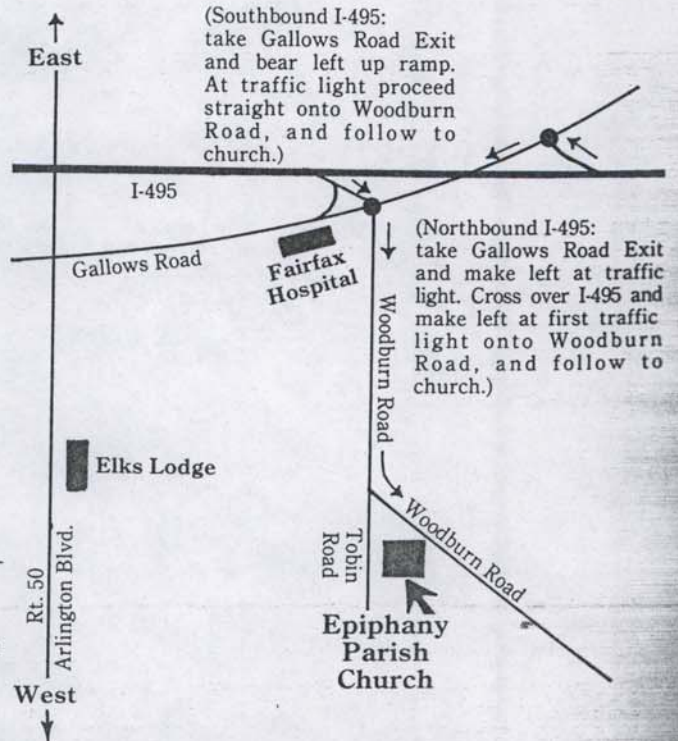 (Southbound I-495:
take Gallows Road Exit
and bear left up ramp.
At traffic light proceed
straight onto Woodburn
Road, and follow to
church.)
East
I-495
Gallows Road
Fairfax
Hospital
(Northbound I-495:
take Gallows Road Exit
and make left at traffic
light. Cross over I-495 and
make left at first traffic
light onto Woodburn
Road, and follow to
church.)
Woodburn Road
Elks Lodge
Woodburn Road
Tobin
Road
Rt. 50
Arlington Blvd.
Epiphany
Parish
Church
West